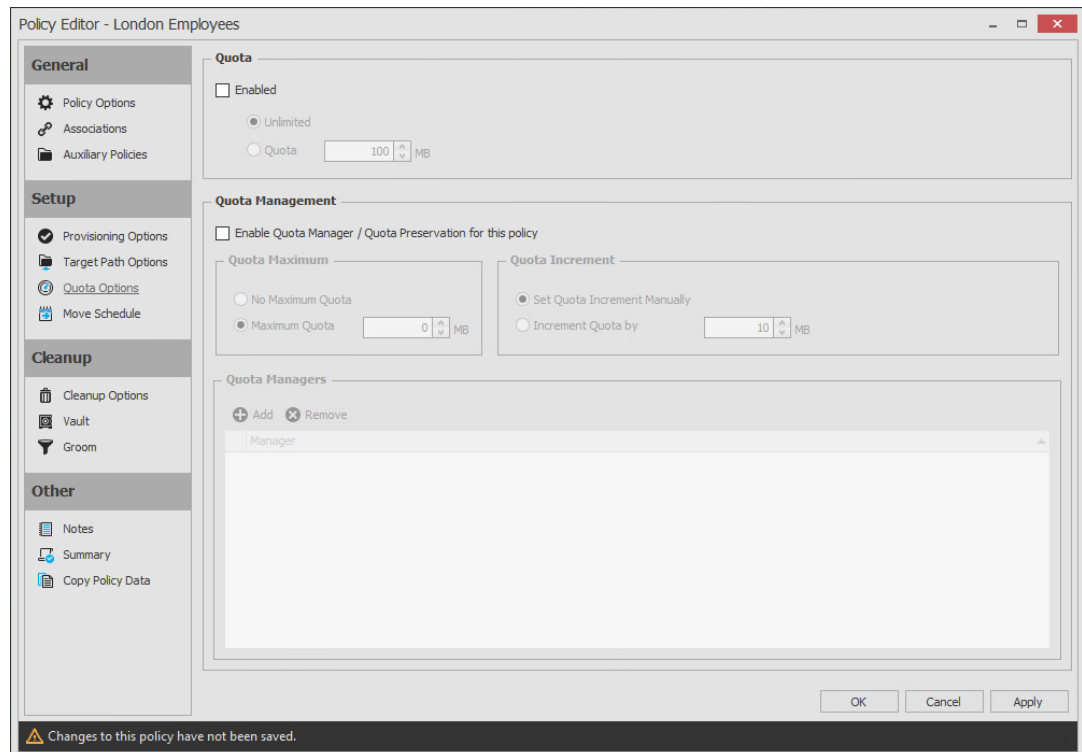 Policy Editor - London Employees
General
Policy Options
Associations
Auxiliary Policies
Setup
Provisioning Options
Target Path Options
Quota Options
Move Schedule
Cleanup
Cleanup Options
Vault
Groom
Other
Notes
Summary
Copy Policy Data
Quota
Enabled
Unlimited
Quota 100 MB
Quota Management
Enable Quota Manager / Quota Preservation for this policy
Quota Maximum
No Maximum Quota
Maximum Quota 0 MB
Quota Increment
Set Quota Increment Manually
Increment Quota by 10 MB
Quota Managers
Add Remove
Manager
OK Cancel Apply
Changes to this policy have not been saved.